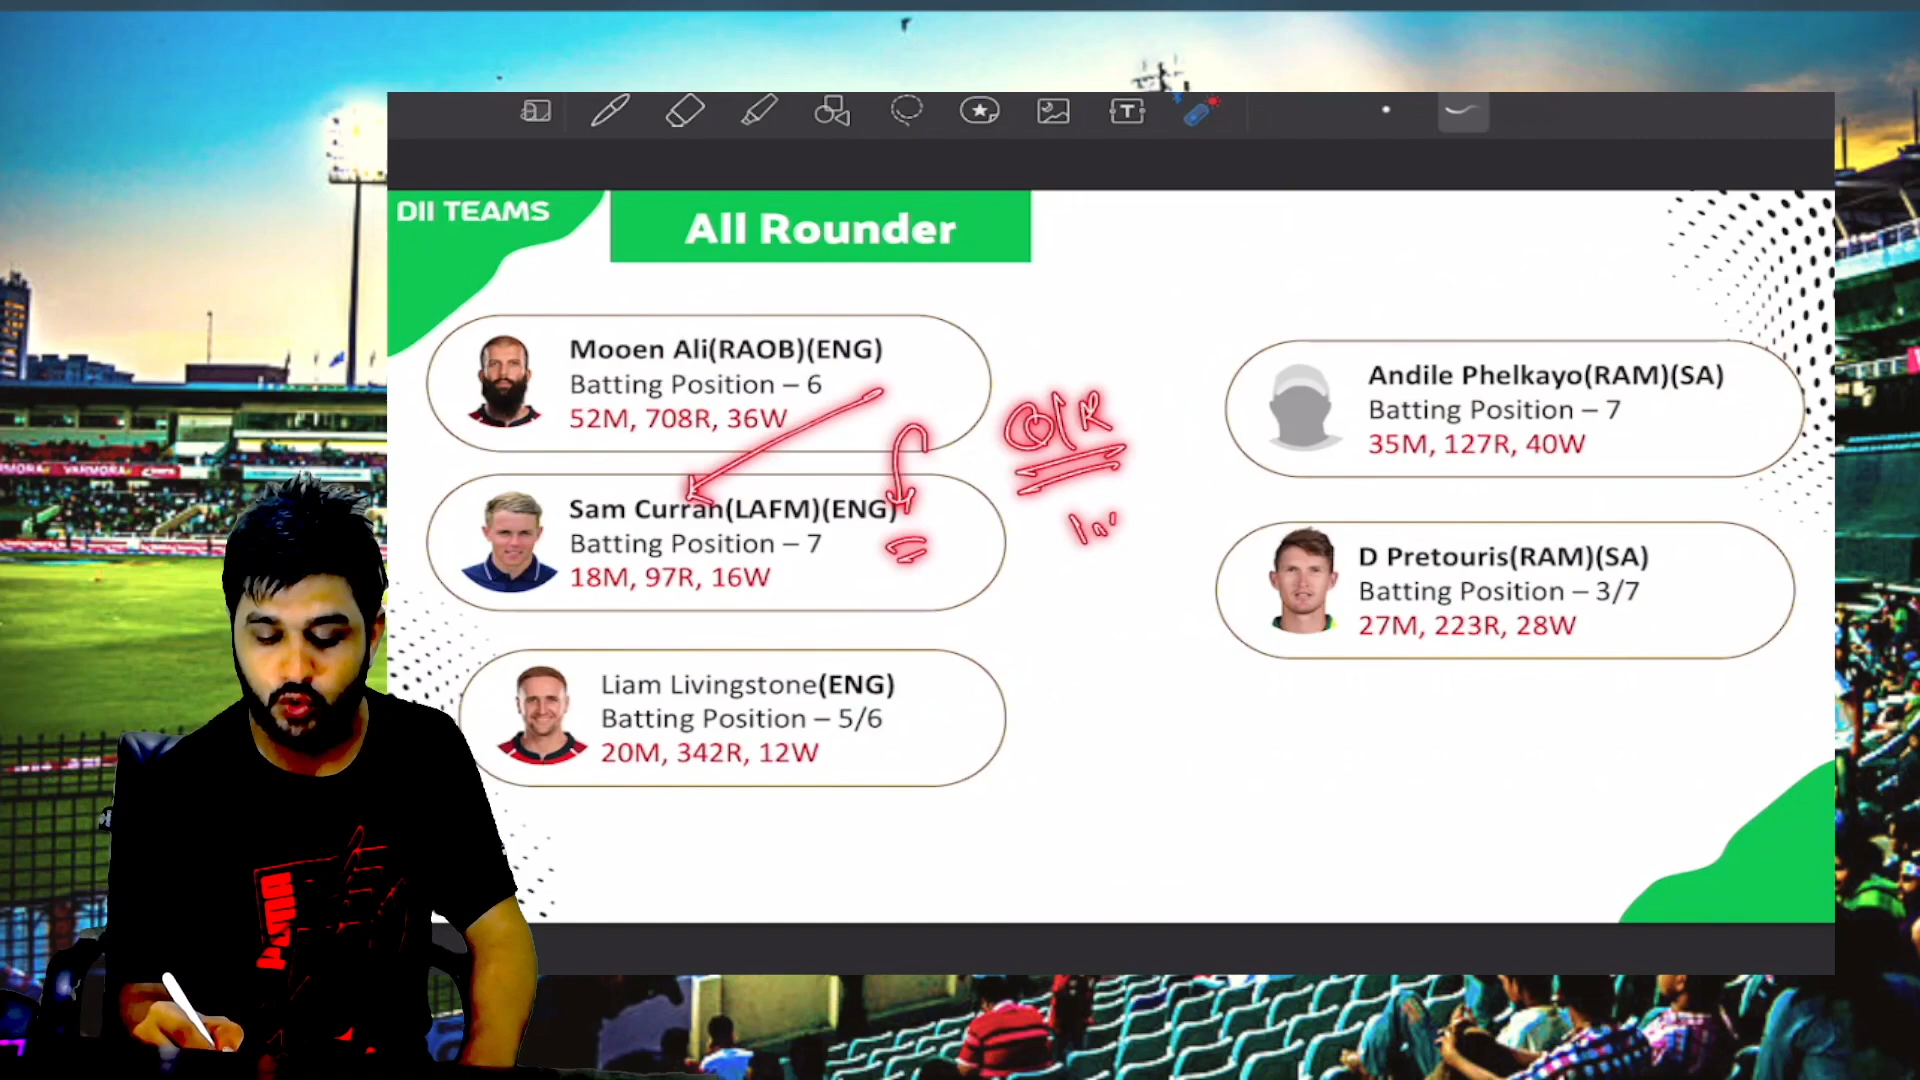 DII TEAMS
All Rounder
Mooen Ali(RAOB)(ENG)
Batting Position – 6
52M, 708R, 36W
Sam Curran(LAFM)(ENG)
Batting Position – 7
18M, 97R, 16W
Liam Livingstone(ENG)
Batting Position – 5/6
20M, 342R, 12W
Andile Phelkayo(RAM)(SA)
Batting Position – 7
35M, 127R, 40W
D Pretouris(RAM)(SA)
Batting Position – 3/7
27M, 223R, 28W
VARMORA
T